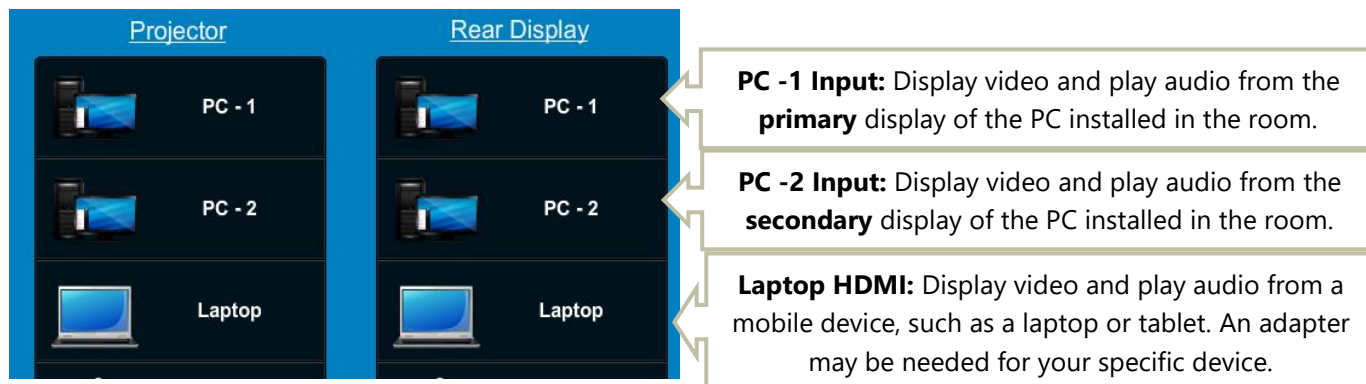 Projector
Rear Display
PC - 1
PC - 1
PC -1 Input: Display video and play audio from the
primary display of the PC installed in the room.
PC - 2
PC - 2
PC -2 Input: Display video and play audio from the
secondary display of the PC installed in the room.
Laptop
Laptop
Laptop HDMI: Display video and play audio from a
mobile device, such as a laptop or tablet. An adapter
may be needed for your specific device.